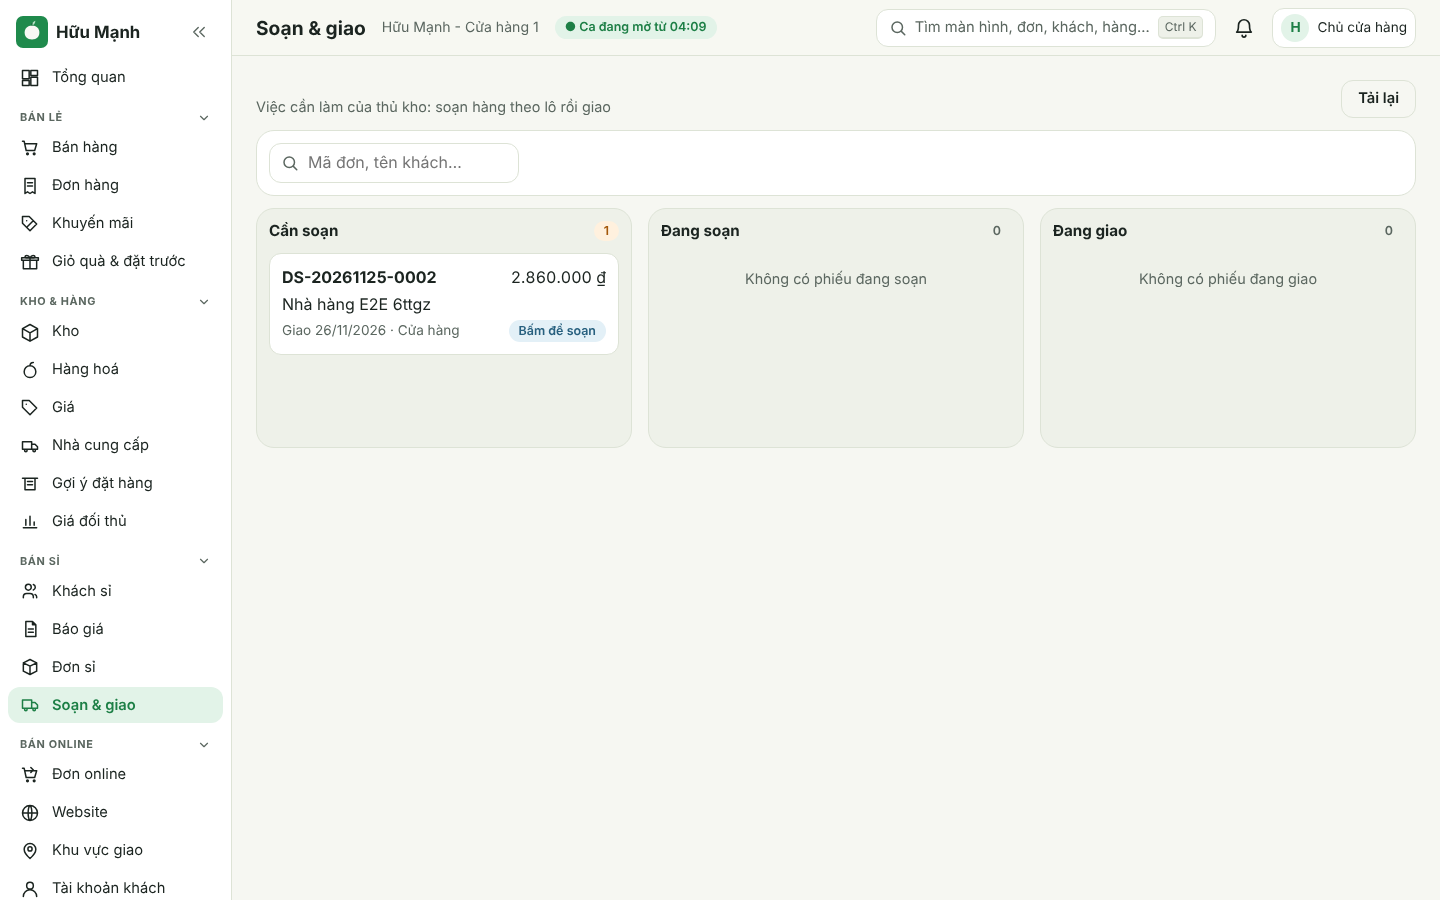 Hữu Mạnh
Tổng quan
BÁN LẺ
Bán hàng
Đơn hàng
Khuyến mãi
Giỏ quà & đặt trước
KHO & HÀNG
Kho
Hàng hoá
Giá
Nhà cung cấp
Gợi ý đặt hàng
Giá đối thủ
BÁN SỈ
Khách sỉ
Báo giá
Đơn sỉ
Soạn & giao
BÁN ONLINE
Đơn online
Website
Khu vực giao
Tài khoản khách
Soạn & giao Hữu Mạnh - Cửa hàng 1 Ca đang mở từ 04:09 Tìm màn hình, đơn, khách, hàng... Ctrl K H Chủ cửa hàng
Việc cần làm của thủ kho: soạn hàng theo lô rồi giao Tải lại
Mã đơn, tên khách...
Cần soạn 1
DS-20261125-0002 2.860.000 ₫
Nhà hàng E2E 6ttgz
Giao 26/11/2026 · Cửa hàng Bấm để soạn
Đang soạn 0
Không có phiếu đang soạn
Đang giao 0
Không có phiếu đang giao